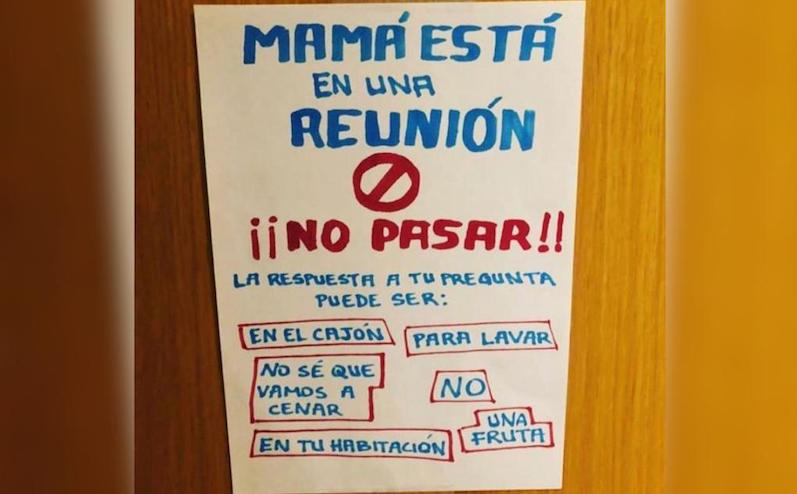 MAMÁ ESTÁ
EN UNA
REUNIÓN
¡¡NO PASAR!!
LA RESPUESTA A TU PREGUNTA
PUEDE SER:
EN EL CAJÓN
PARA LAVAR
NO SÉ QUE
VAMOS A
CENAR
NO
EN TU HABITACIÓN
UNA
FRUTA